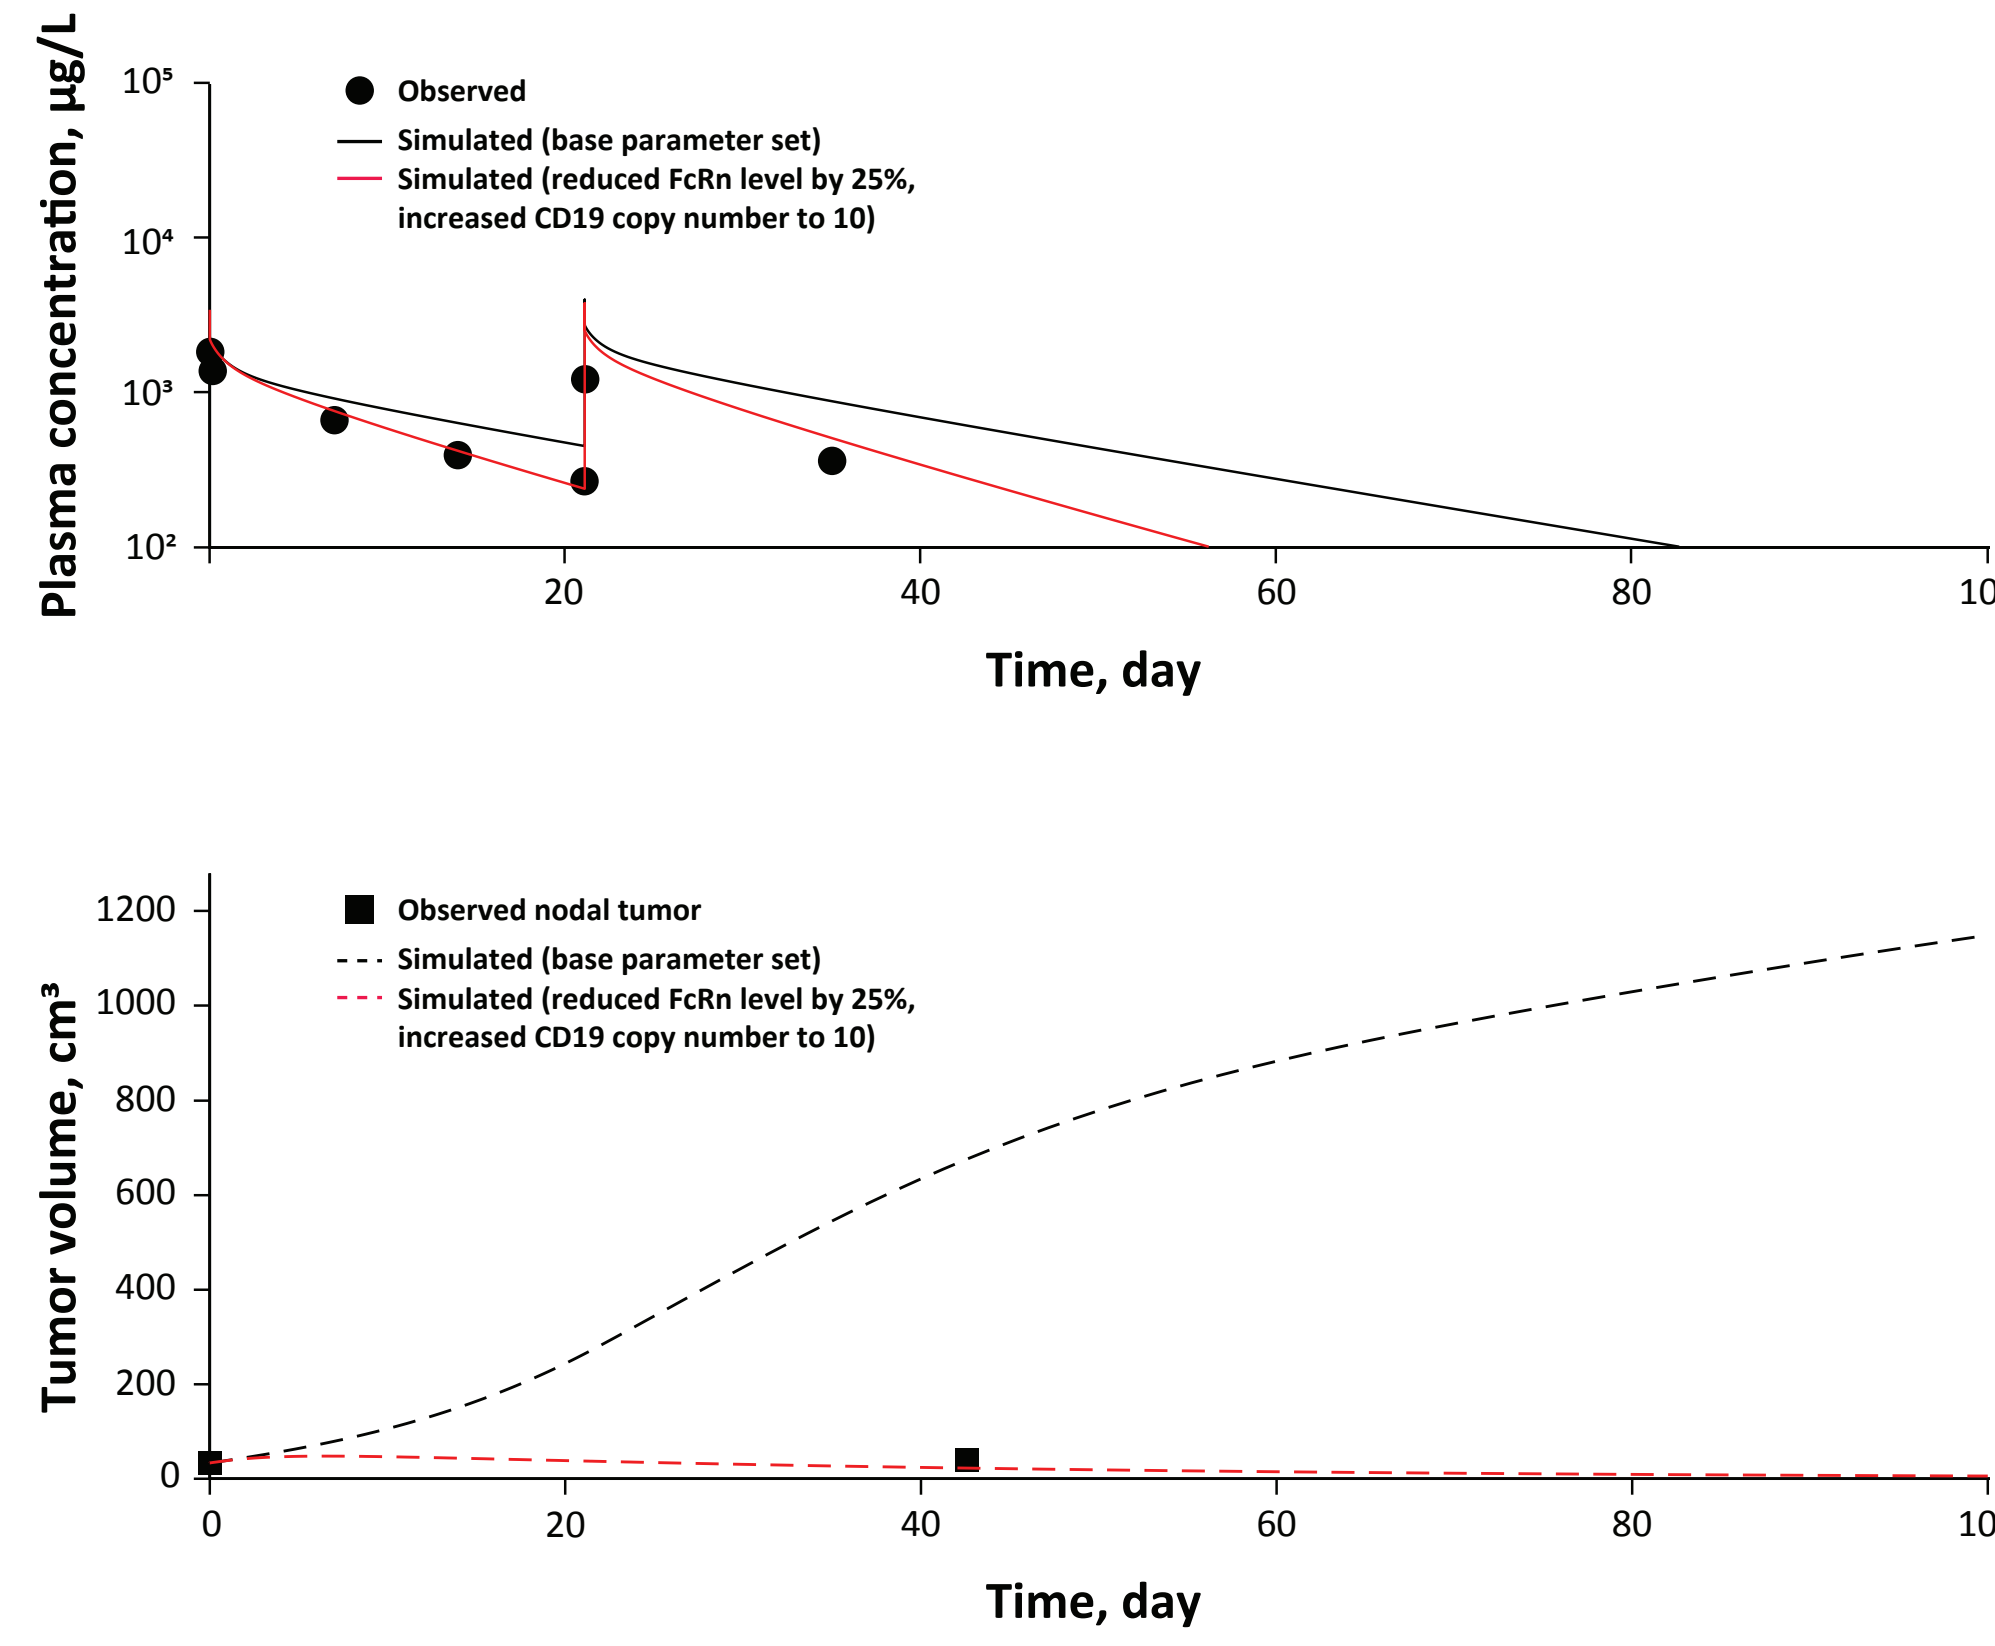 Plasma concentration, µg/L
10⁵
10⁴
10³
10²
Observed
Simulated (base parameter set)
Simulated (reduced FcRn level by 25%,
increased CD19 copy number to 10)
20
40
60
80
10
Time, day
Tumor volume, cm³
1200
1000
800
600
400
200
0
Observed nodal tumor
Simulated (base parameter set)
Simulated (reduced FcRn level by 25%,
increased CD19 copy number to 10)
0
20
40
60
80
10
Time, day